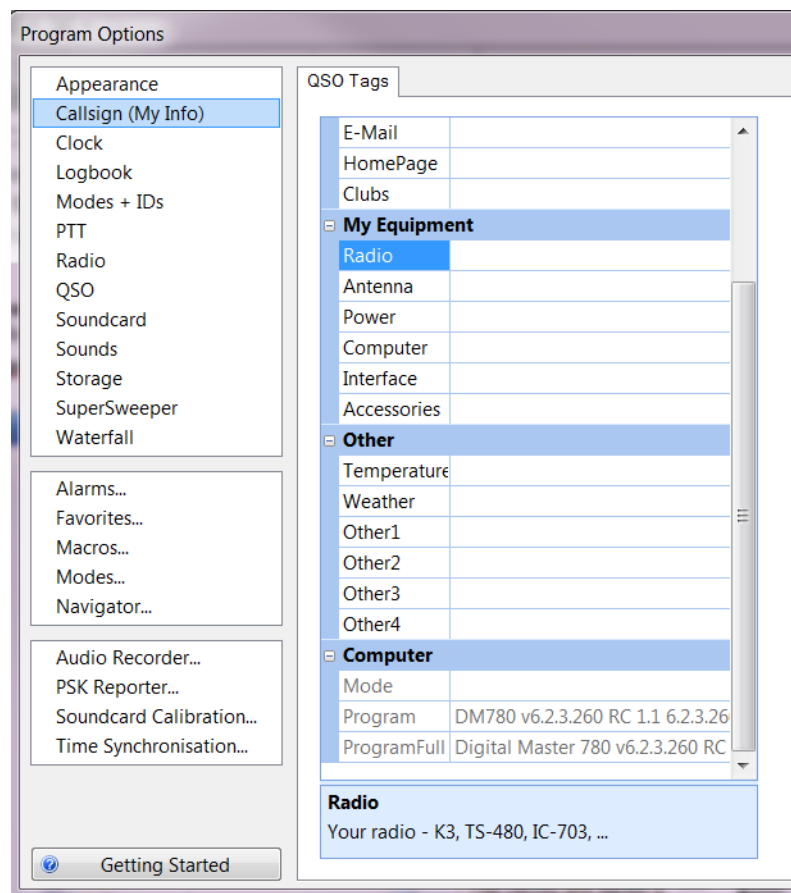 Program Options
Appearance
Callsign (My Info)
Clock
Logbook
Modes + IDs
PTT
Radio
QSO
Soundcard
Sounds
Storage
SuperSweeper
Waterfall
Alarms...
Favorites...
Macros...
Modes...
Navigator...
Audio Recorder...
PSK Reporter...
Soundcard Calibration...
Time Synchronisation...
Getting Started
QSO Tags
E-Mail
HomePage
Clubs
My Equipment
Radio
Antenna
Power
Computer
Interface
Accessories
Other
Temperature
Weather
Other1
Other2
Other3
Other4
Computer
Mode
Program DM780 v6.2.3.260 RC 1.1 6.2.3.26
ProgramFull Digital Master 780 v6.2.3.260 RC
Radio
Your radio - K3, TS-480, IC-703, ...